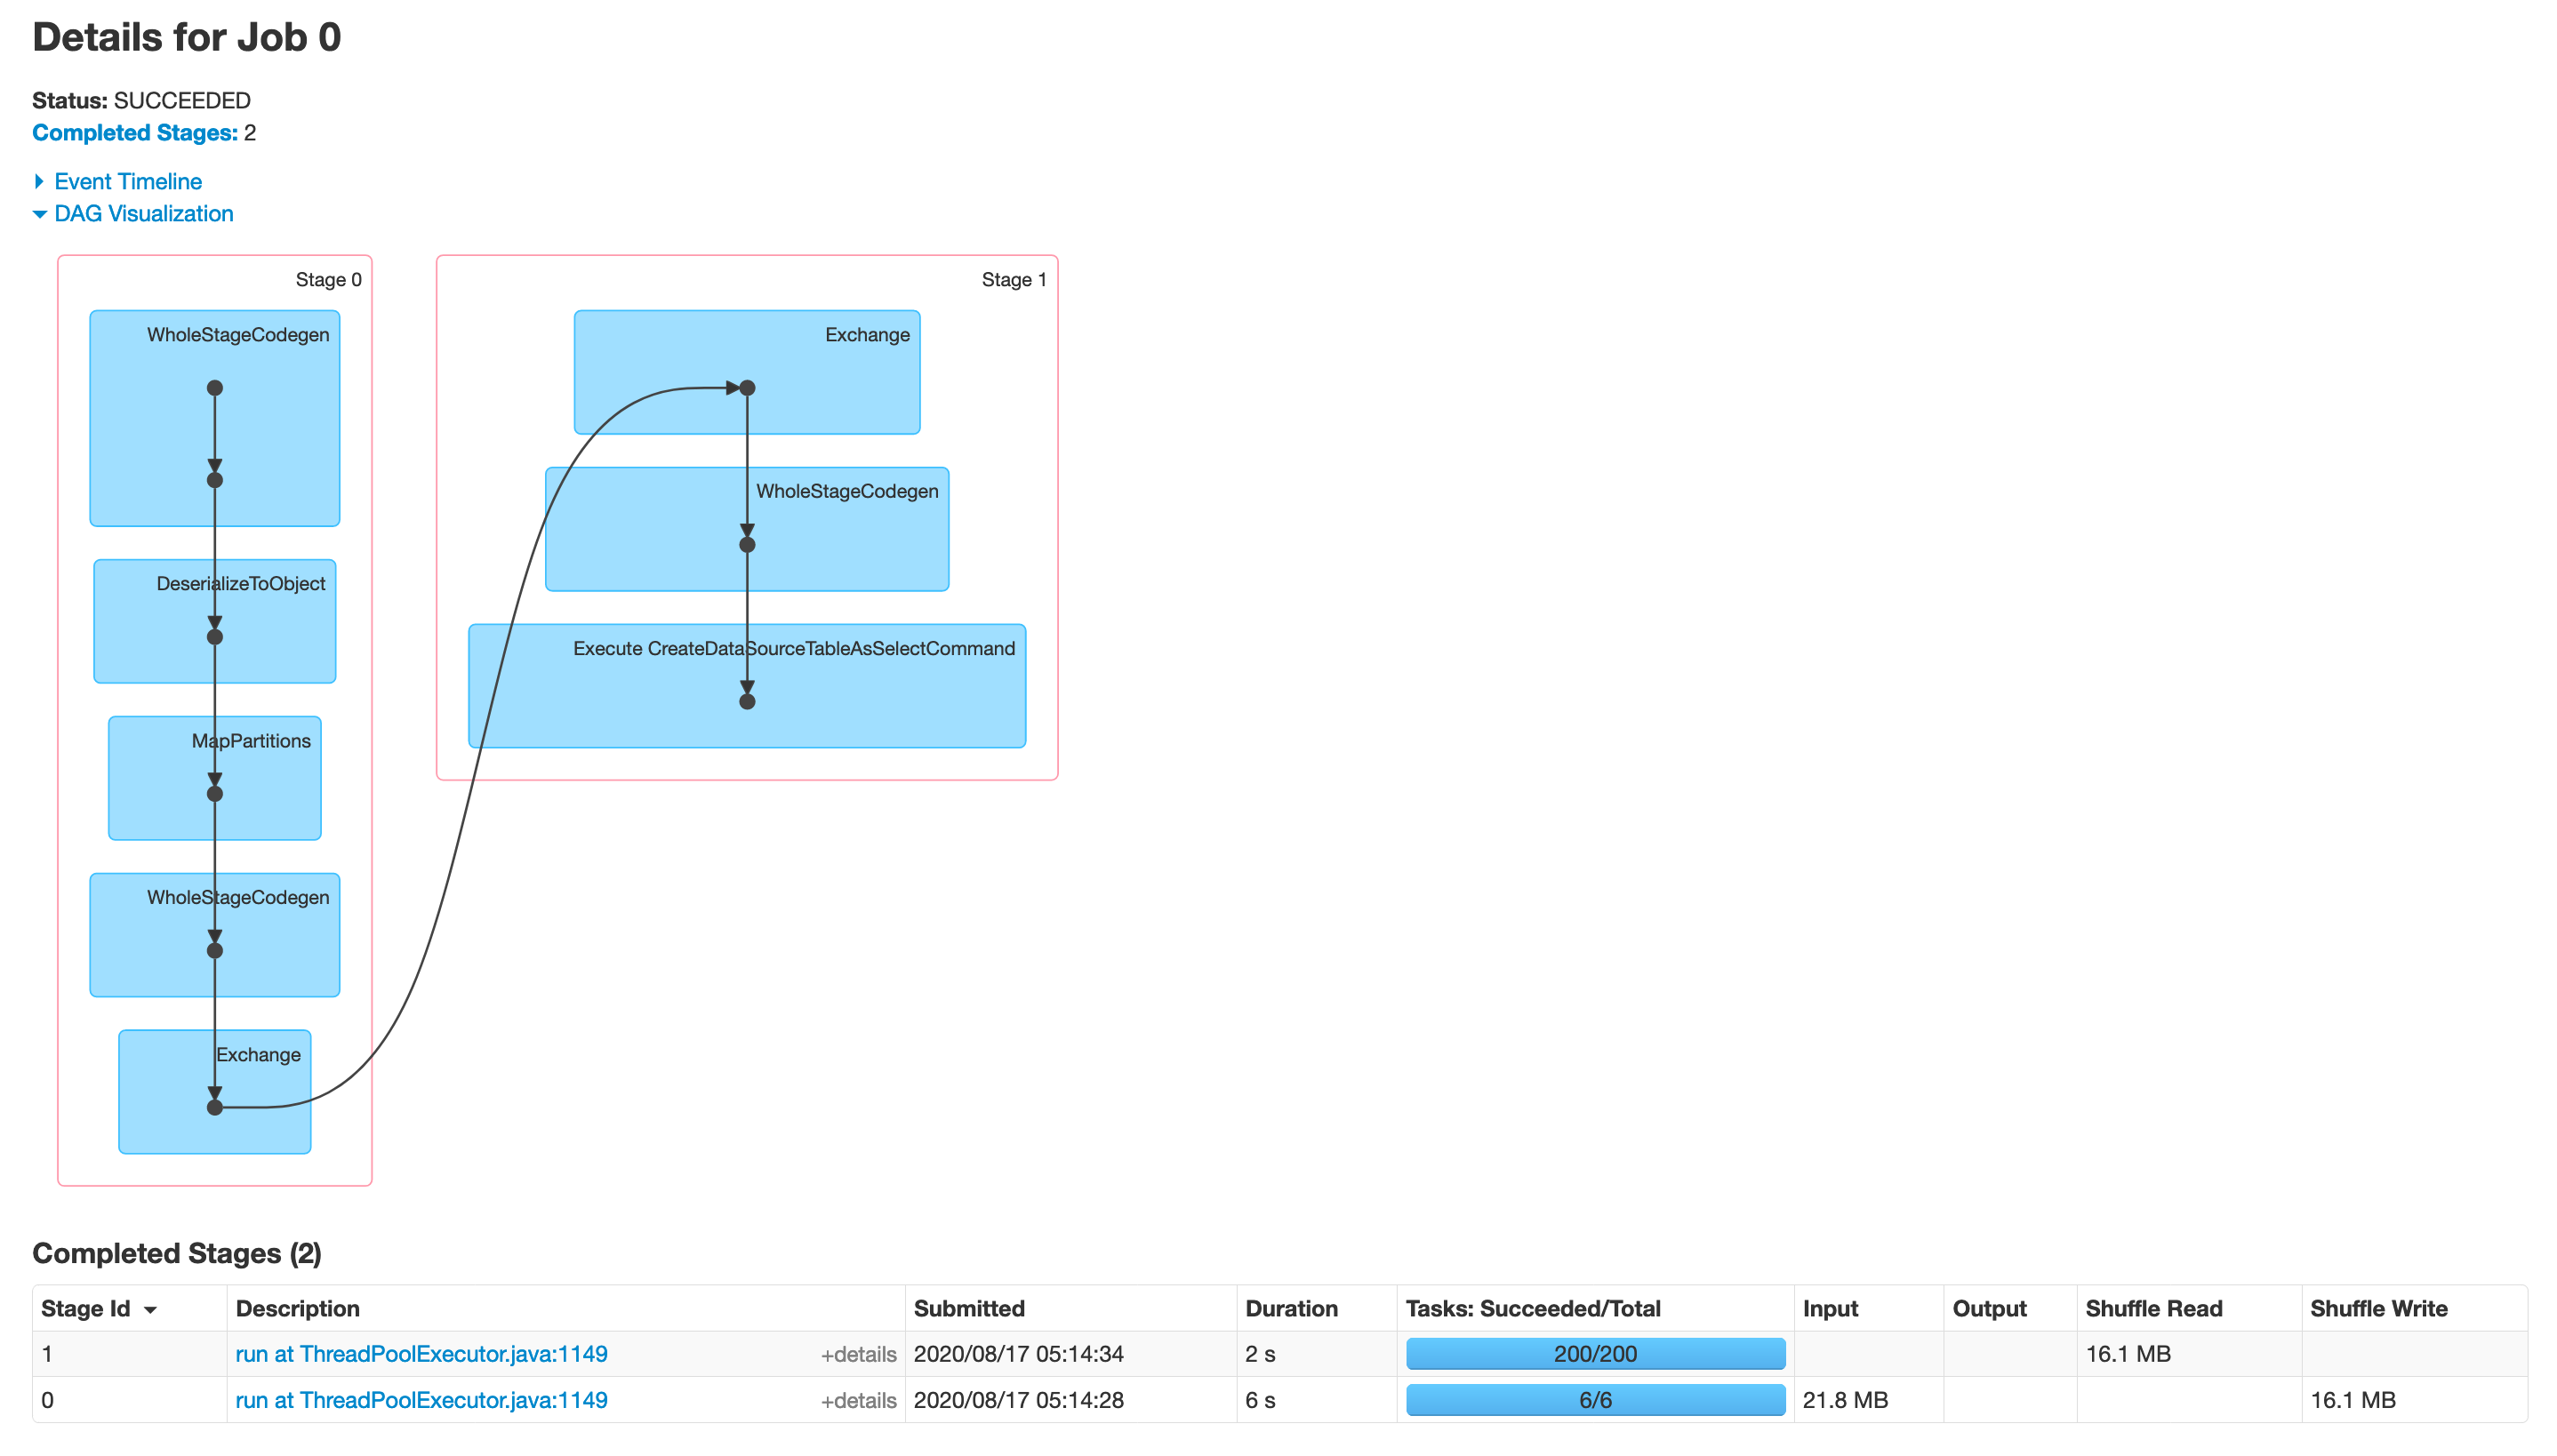 Details for Job 0
Status: SUCCEEDED
Completed Stages: 2
Event Timeline
DAG Visualization
Stage 0
WholeStageCodegen
DeserializeToObject
MapPartitions
WholeStageCodegen
Exchange
Stage 1
Exchange
WholeStageCodegen
Execute CreateDataSourceTableAsSelectCommand
Completed Stages (2)
Stage Id Description Submitted Duration Tasks: Succeeded/Total Input Output Shuffle Read Shuffle Write
1 run at ThreadPoolExecutor.java:1149 +details 2020/08/17 05:14:34 2 s 200/200 16.1 MB
0 run at ThreadPoolExecutor.java:1149 +details 2020/08/17 05:14:28 6 s 6/6 21.8 MB 16.1 MB